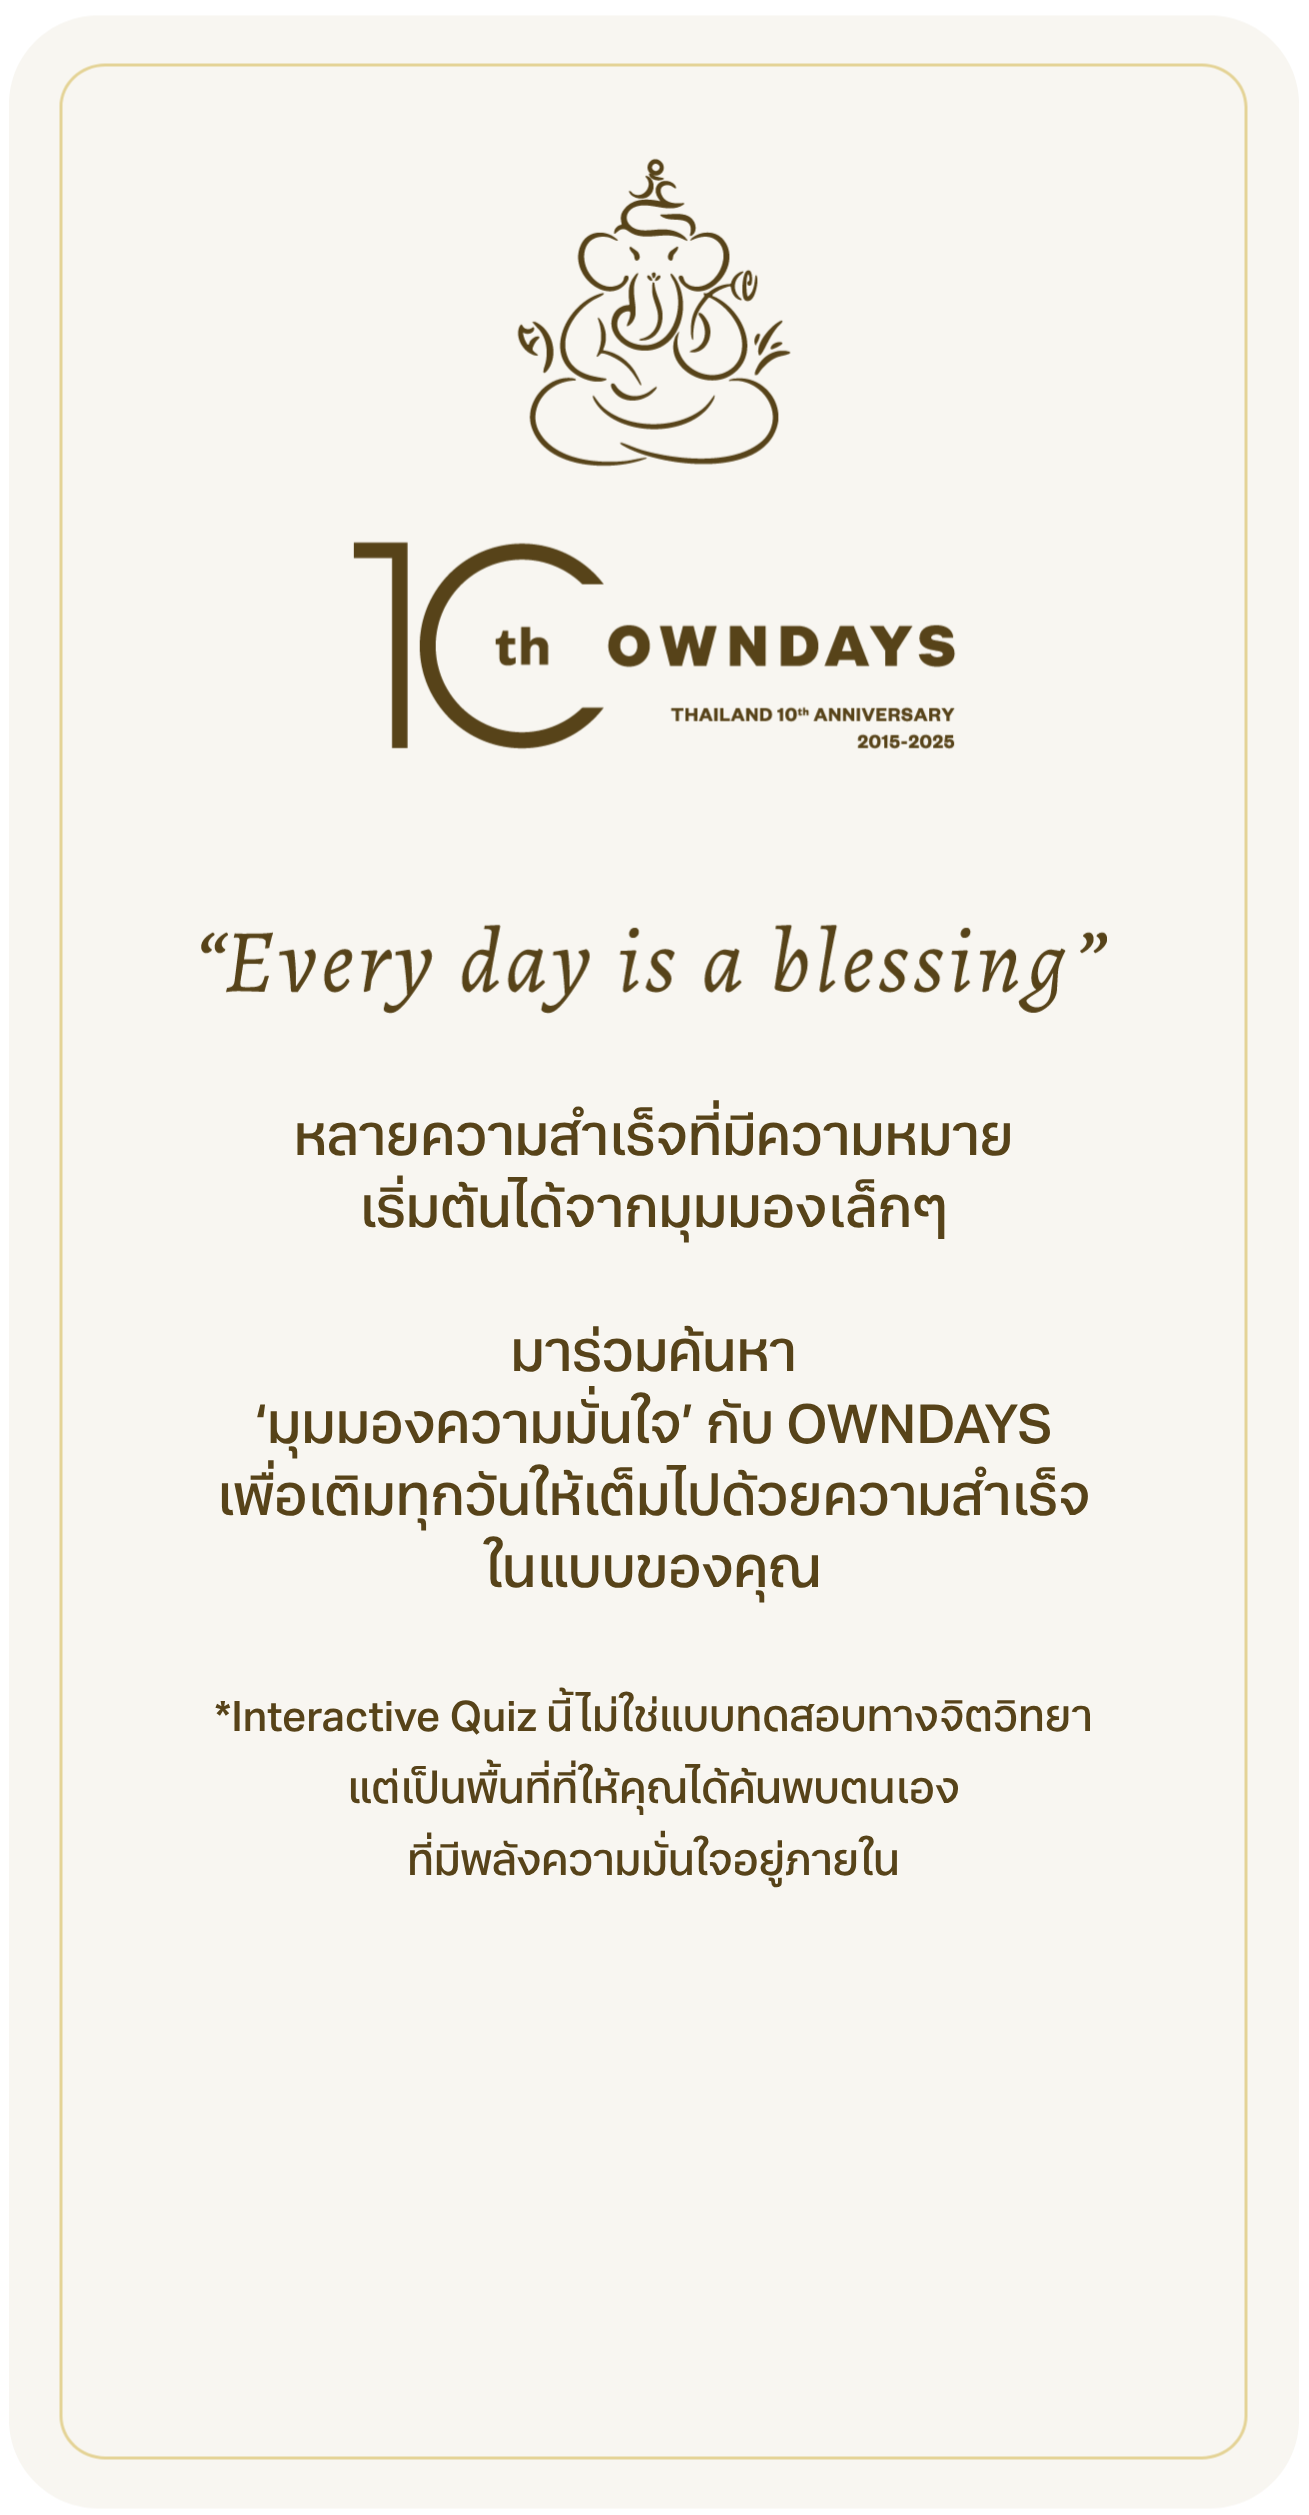 10th OWNDAYS
THAILAND 10th ANNIVERSARY
2015-2025
“Every day is a blessing”
หลายความสำเร็จที่มีความหมาย
เริ่มต้นได้จากมุมมองเล็กๆ
มาร่วมค้นหา
‘มุมมองความมั่นใจ’ กับ OWNDAYS
เพื่อเติมทุกวันให้เต็มไปด้วยความสำเร็จ
ในแบบของคุณ
*Interactive Quiz นี้ไม่ใช่แบบทดสอบทางจิตวิทยา
แต่เป็นพื้นที่ที่ให้คุณได้ค้นพบตนเอง
ที่มีพลังความมั่นใจอยู่ภายใน